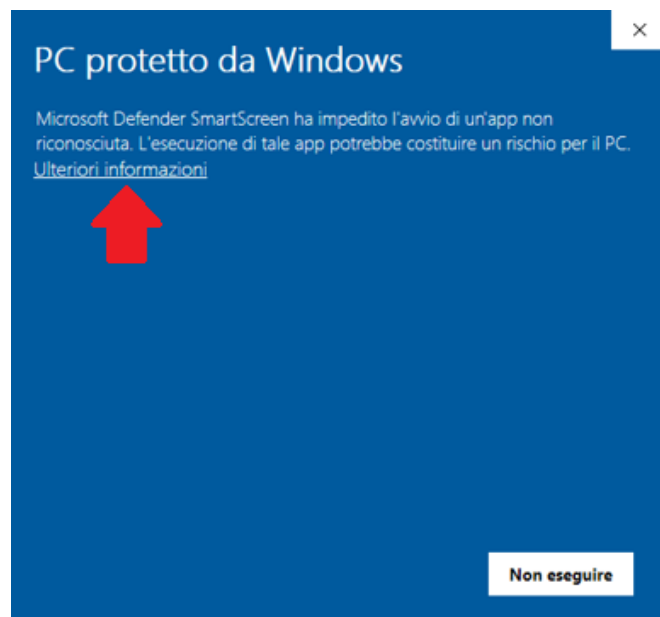 PC protetto da Windows
Microsoft Defender SmartScreen ha impedito l'avvio di un'app non
riconosciuta. L'esecuzione di tale app potrebbe costituire un rischio per il PC.
Ulteriori informazioni
Non eseguire